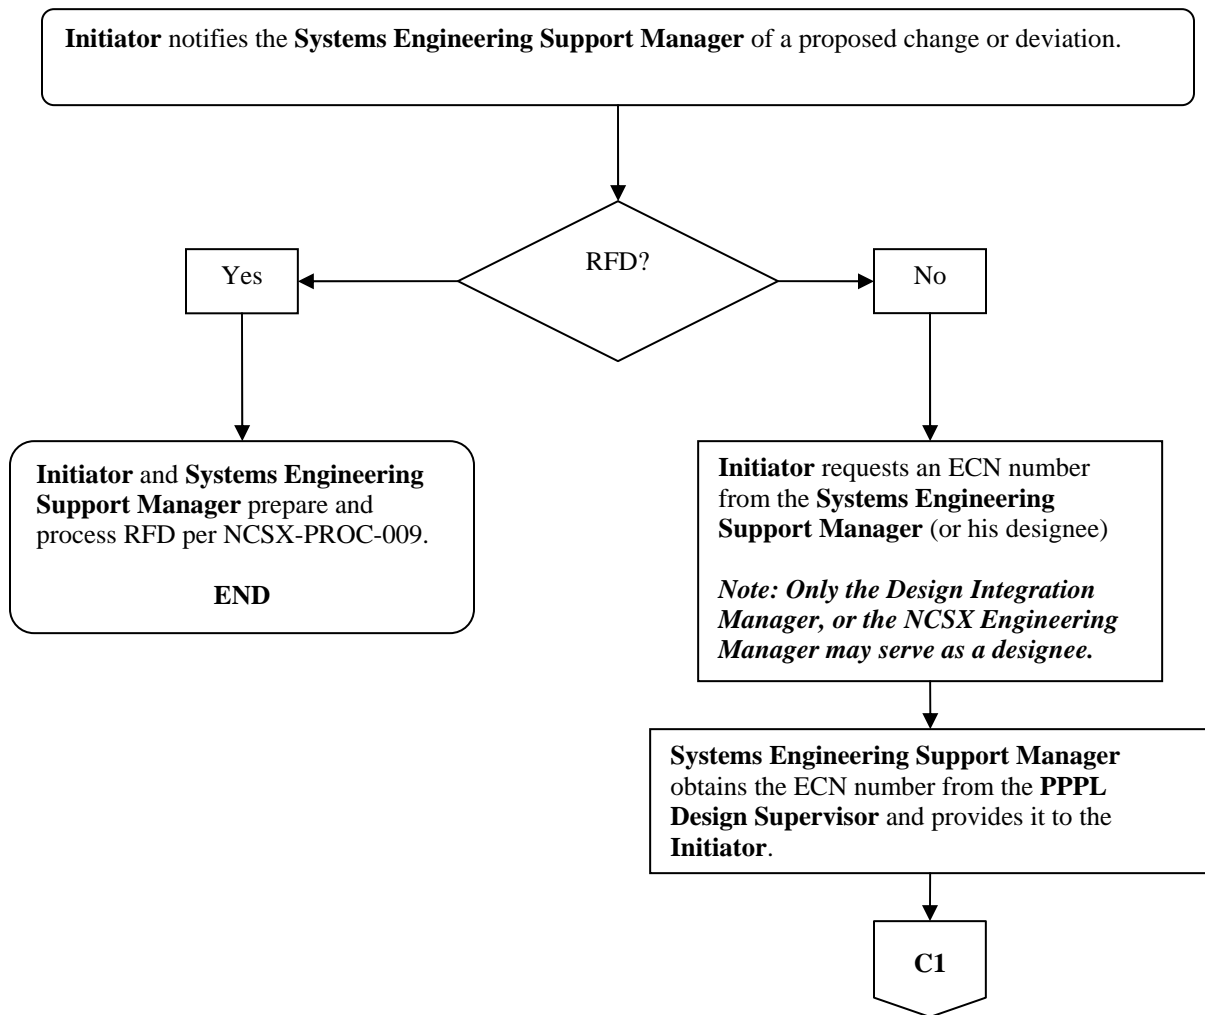 Initiator notifies the Systems Engineering Support Manager of a proposed change or deviation.
RFD?
Yes
No
Initiator and Systems Engineering
Support Manager prepare and
process RFD per NCSX-PROC-009.
END
Initiator requests an ECN number
from the Systems Engineering
Support Manager (or his designee)
Note: Only the Design Integration
Manager, or the NCSX Engineering
Manager may serve as a designee.
Systems Engineering Support Manager
obtains the ECN number from the PPPL
Design Supervisor and provides it to the
Initiator.
C1